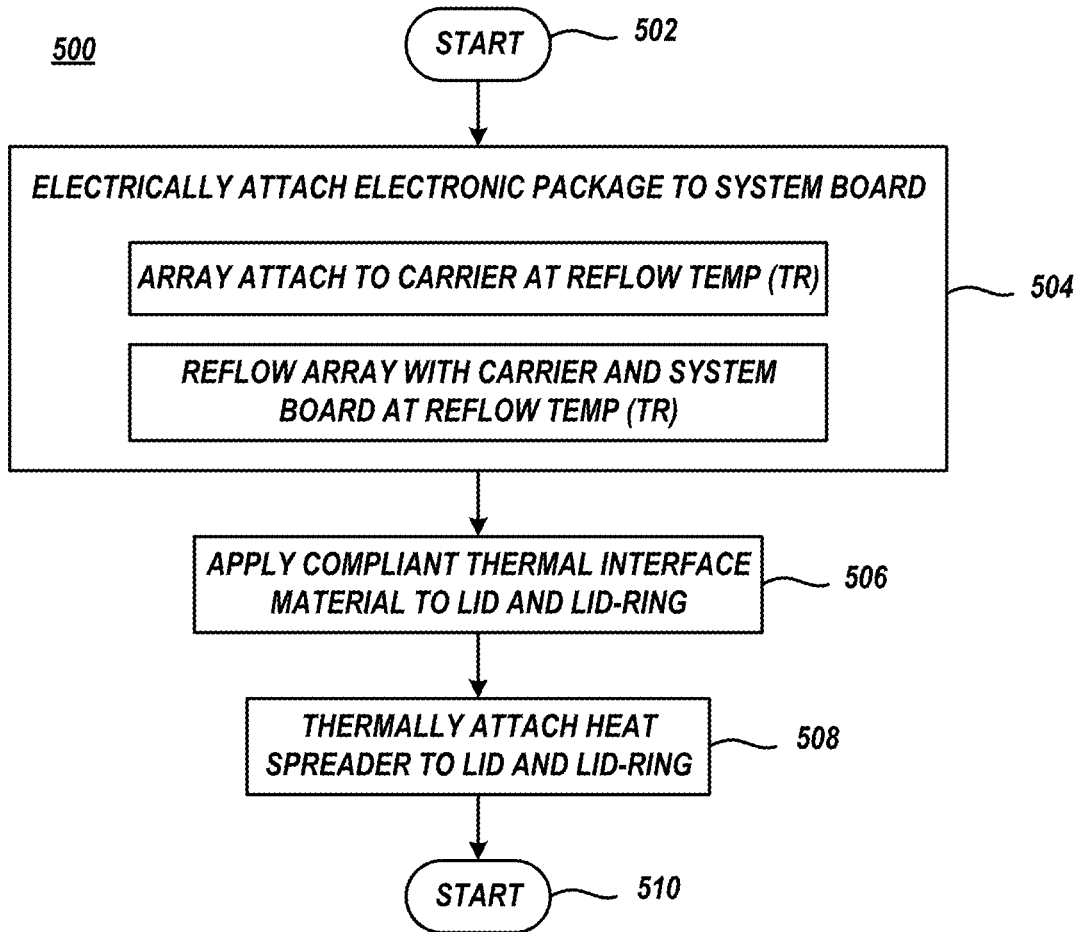 500
START
502
ELECTRICALLY ATTACH ELECTRONIC PACKAGE TO SYSTEM BOARD
ARRAY ATTACH TO CARRIER AT REFLOW TEMP (TR)
REFLOW ARRAY WITH CARRIER AND SYSTEM
BOARD AT REFLOW TEMP (TR)
504
APPLY COMPLIANT THERMAL INTERFACE
MATERIAL TO LID AND LID-RING
506
THERMALLY ATTACH HEAT
SPREADER TO LID AND LID-RING
508
START
510